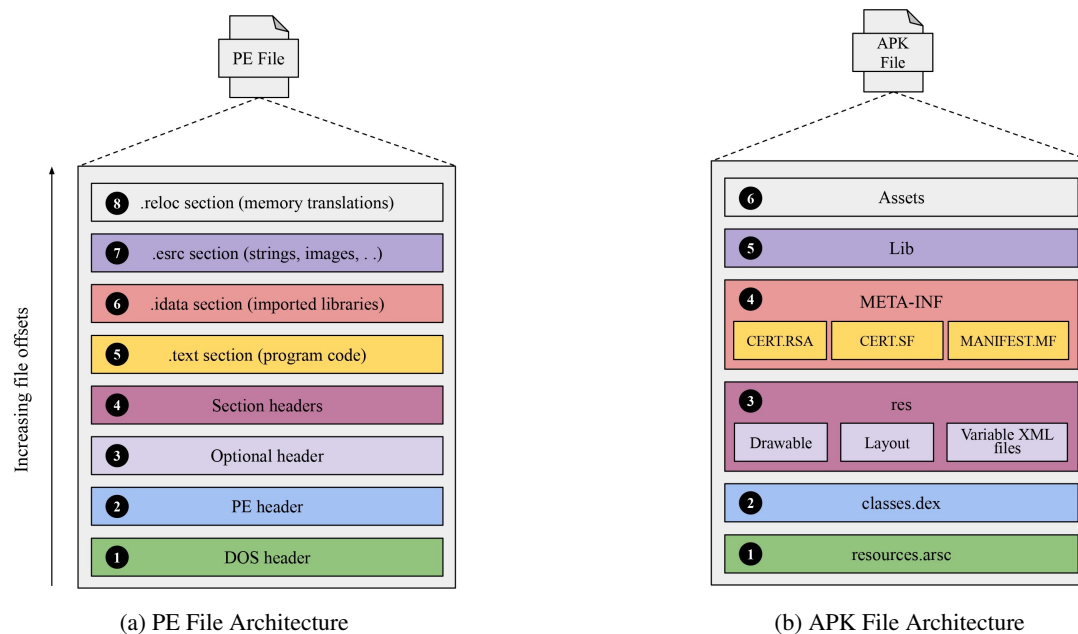 PE File
8 .reloc section (memory translations)
7 .esrc section (strings, images, . .)
6 .idata section (imported libraries)
5 .text section (program code)
4 Section headers
3 Optional header
2 PE header
1 DOS header
Increasing file offsets
(a) PE File Architecture
APK
File
6 Assets
5 Lib
4 META-INF
CERT.RSA CERT.SF MANIFEST.MF
3 res
Drawable Layout Variable XML
files
2 classes.dex
1 resources.arsc
(b) APK File Architecture